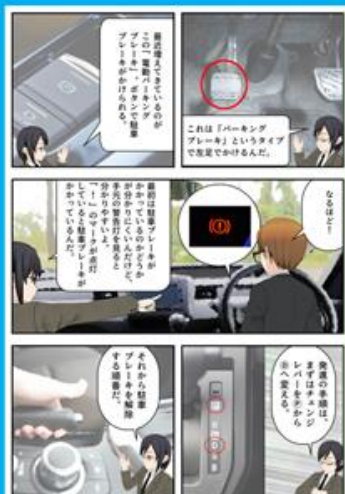 これは『パーキング
ブレーキ』というタイプ
で左足でかけるんだ。
最近増えてきているのが
この「電動パーキング
ブレーキ」。ボタンで駐車
ブレーキがかけられる。
なるほど！
(!)
最初は駐車ブレーキが
かかっているのかどうか
が分かりにくいんだけど、
手元の警告灯を見ると
分かりやすいよ。
「！」のマークが点灯
していると駐車ブレーキが
かかっているんだ。
発進の手順は、
まずはチェンジ
レバーをⓅから
Ⓓへ変える。
それから駐車
ブレーキを解除
する順番だ。